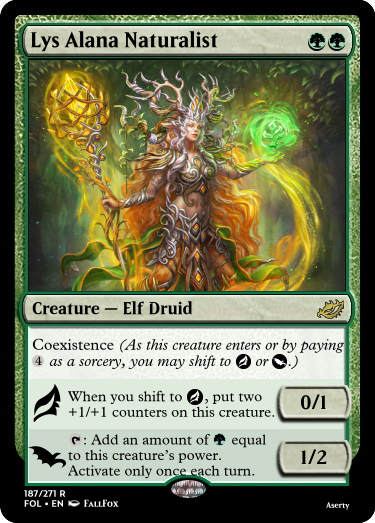 Lys Alana Naturalist
Creature — Elf Druid
Coexistence (As this creature enters or by paying
4 as a sorcery, you may shift to or .)
When you shift to , put two
+1/+1 counters on this creature.
0/1
: Add an amount of equal
to this creature's power.
Activate only once each turn.
1/2
187/271 R
FOL • EN FallFox
Aserty